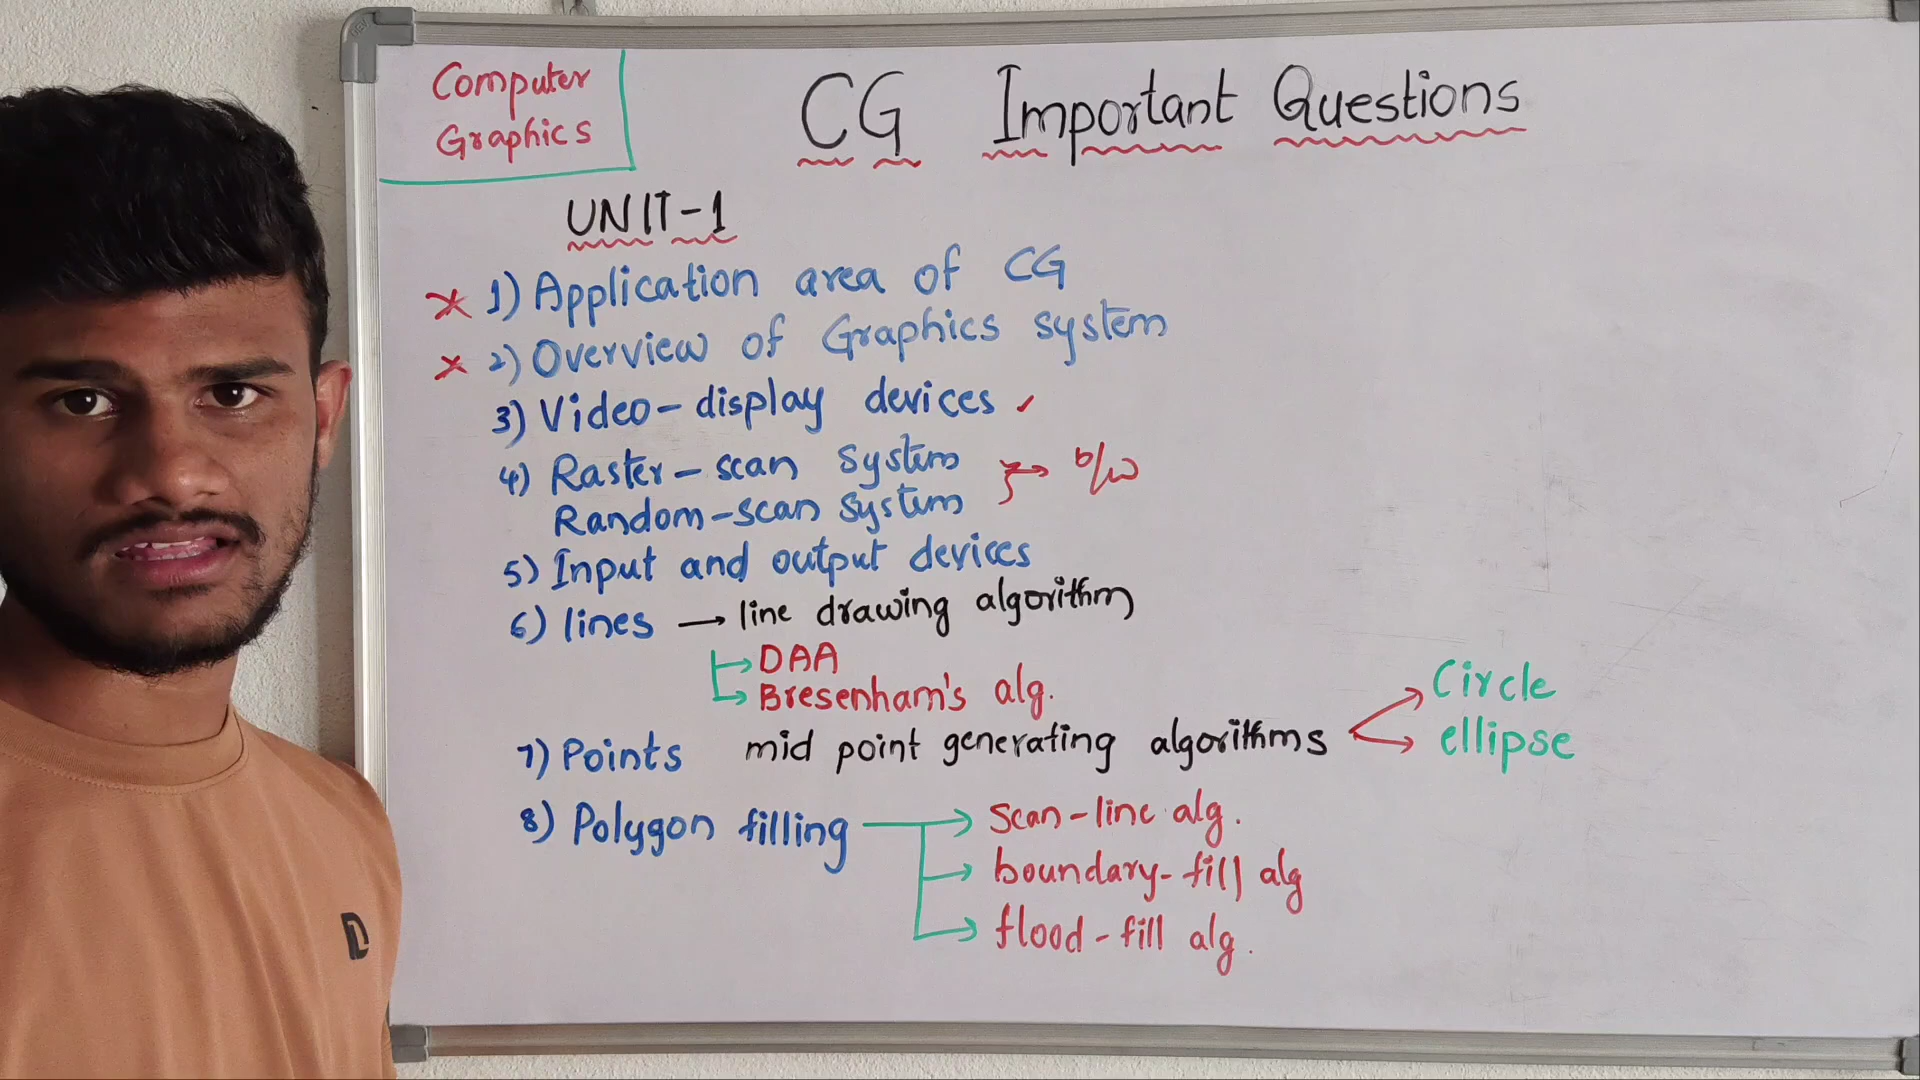 Computer
Graphics
CG Important Questions
UNIT-1
1) Application area of CG
2) Overview of Graphics system
3) Video-display devices ✓
4) Raster-scan system
Random-scan system
b/w
5) Input and output devices
6) lines → line drawing algorithm
DAA
Bresenham's alg.
7) Points mid point generating algorithms
Circle
ellipse
8) Polygon filling
scan-line alg.
boundary-fill alg
flood-fill alg.